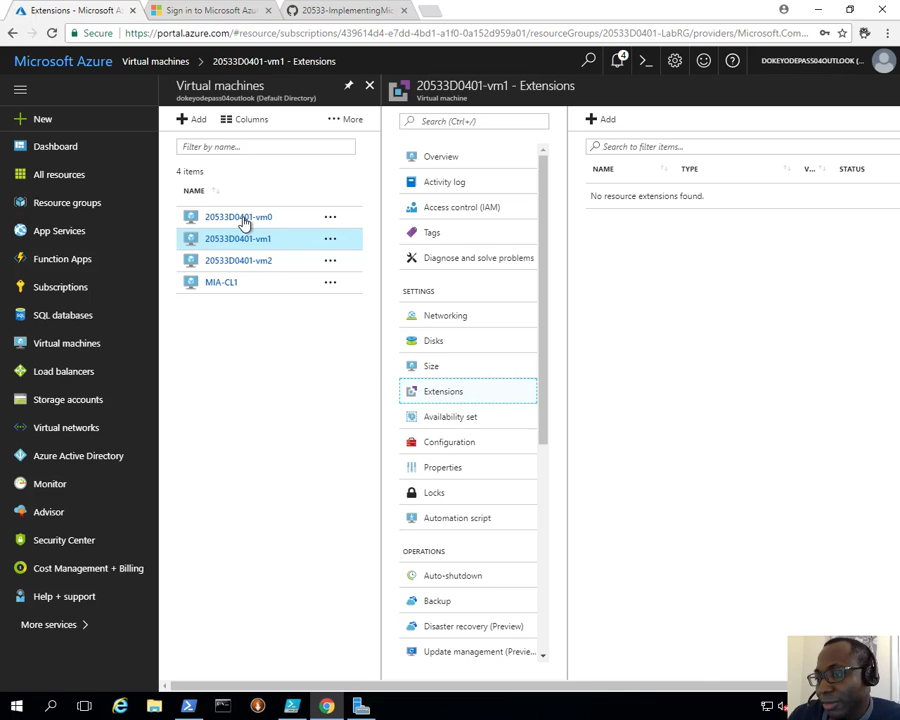 Extensions - Microsoft Az
Sign in to Microsoft Azur
20533-ImplementingMic
Secure
https://portal.azure.com/#resource/subscriptions/439614d4-e7dd-4bd1-a1f0-0a152d959a01/resourceGroups/20533D0401-LabRG/providers/Microsoft.Com...
Microsoft Azure
Virtual machines
20533D0401-vm1 - Extensions
4
DOKEYODEPASS04OUTLOOK (...
New
Dashboard
All resources
Resource groups
App Services
Function Apps
Subscriptions
SQL databases
Virtual machines
Load balancers
Storage accounts
Virtual networks
Azure Active Directory
Monitor
Advisor
Security Center
Cost Management + Billing
Help + support
More services
Virtual machines
dokeyodepass04outlook (Default Directory)
Add
Columns
More
Filter by name...
4 items
NAME
20533D0401-vm0
20533D0401-vm1
20533D0401-vm2
MIA-CL1
20533D0401-vm1 - Extensions
Virtual machine
Search (Ctrl+/)
Overview
Activity log
Access control (IAM)
Tags
Diagnose and solve problems
SETTINGS
Networking
Disks
Size
Extensions
Availability set
Configuration
Properties
Locks
Automation script
OPERATIONS
Auto-shutdown
Backup
Disaster recovery (Preview)
Update management (Previe...
Add
Search to filter items...
NAME TYPE V... STATUS
No resource extensions found.